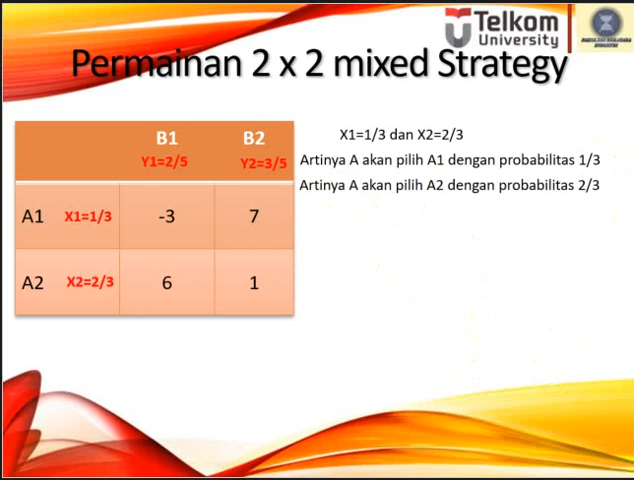 Telkom
University
Permainan 2 x 2 mixed Strategy
B1 B2
Y1=2/5 Y2=3/5
A1 X1=1/3 -3 7
A2 X2=2/3 6 1
X1=1/3 dan X2=2/3
Artinya A akan pilih A1 dengan probabilitas 1/3
Artinya A akan pilih A2 dengan probabilitas 2/3